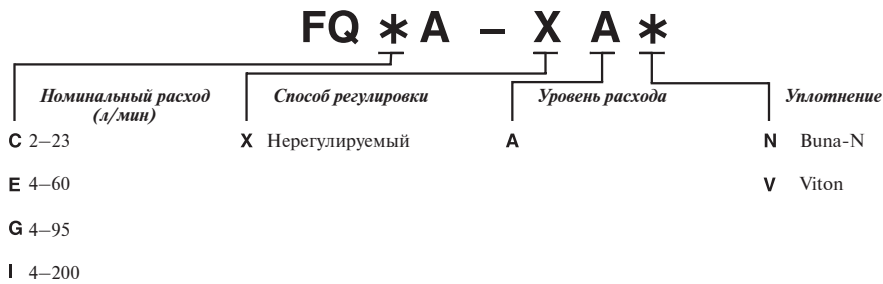 FQ * A – X A *
Номинальный расход
(л/мин)
Способ регулировки
Уровень расхода
Уплотнение
C 2–23
X Нерегулируемый
A
N Buna-N
E 4–60
V Viton
G 4–95
I 4–200